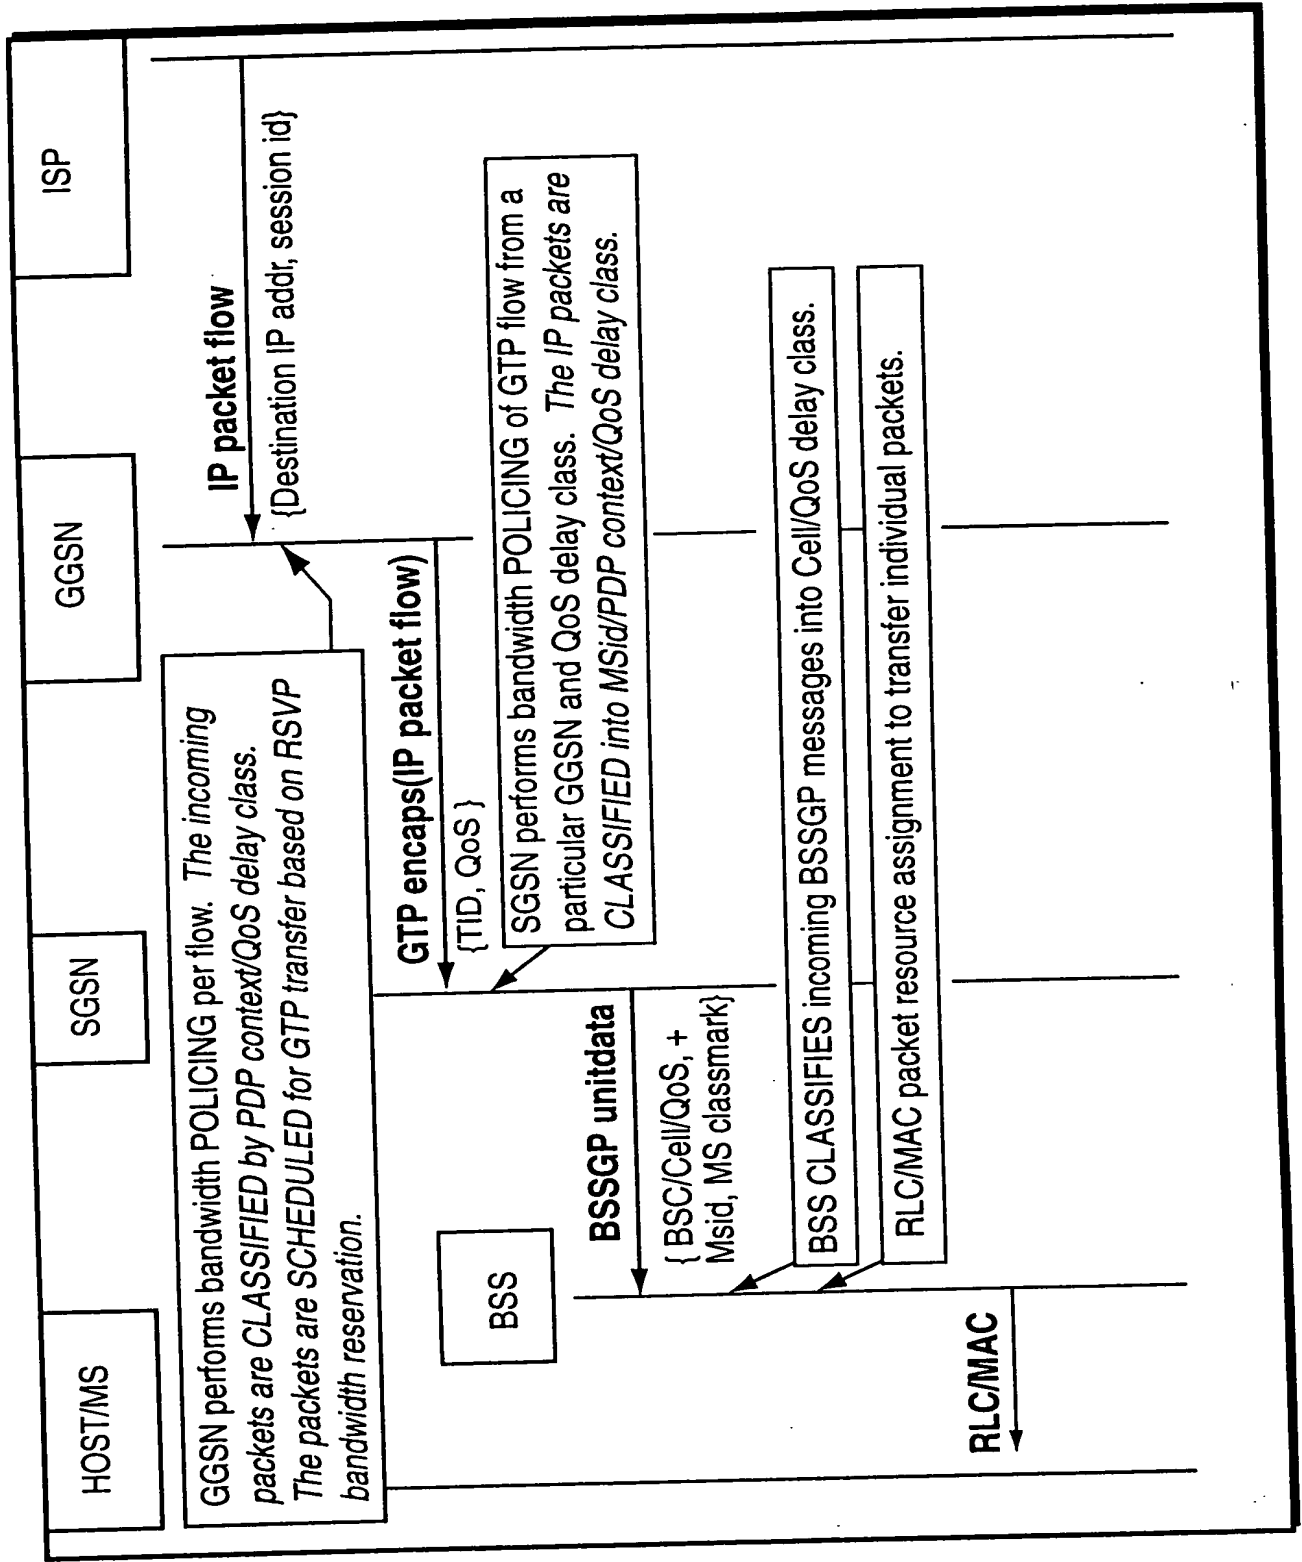 HOST/MS
SGSN
GGSN
ISP
IP packet flow
{Destination IP addr, session id}
GGSN performs bandwidth POLICING per flow. The incoming
packets are CLASSIFIED by PDP context/QoS delay class.
The packets are SCHEDULED for GTP transfer based on RSVP
bandwidth reservation.
GTP encaps(IP packet flow)
{TID, QoS }
SGSN performs bandwidth POLICING of GTP flow from a
particular GGSN and QoS delay class. The IP packets are
CLASSIFIED into MSid/PDP context/QoS delay class.
BSS
BSSGP unitdata
{ BSC/Cell/QoS, +
Msid, MS classmark}
BSS CLASSIFIES incoming BSSGP messages into Cell/QoS delay class.
RLC/MAC packet resource assignment to transfer individual packets.
RLC/MAC